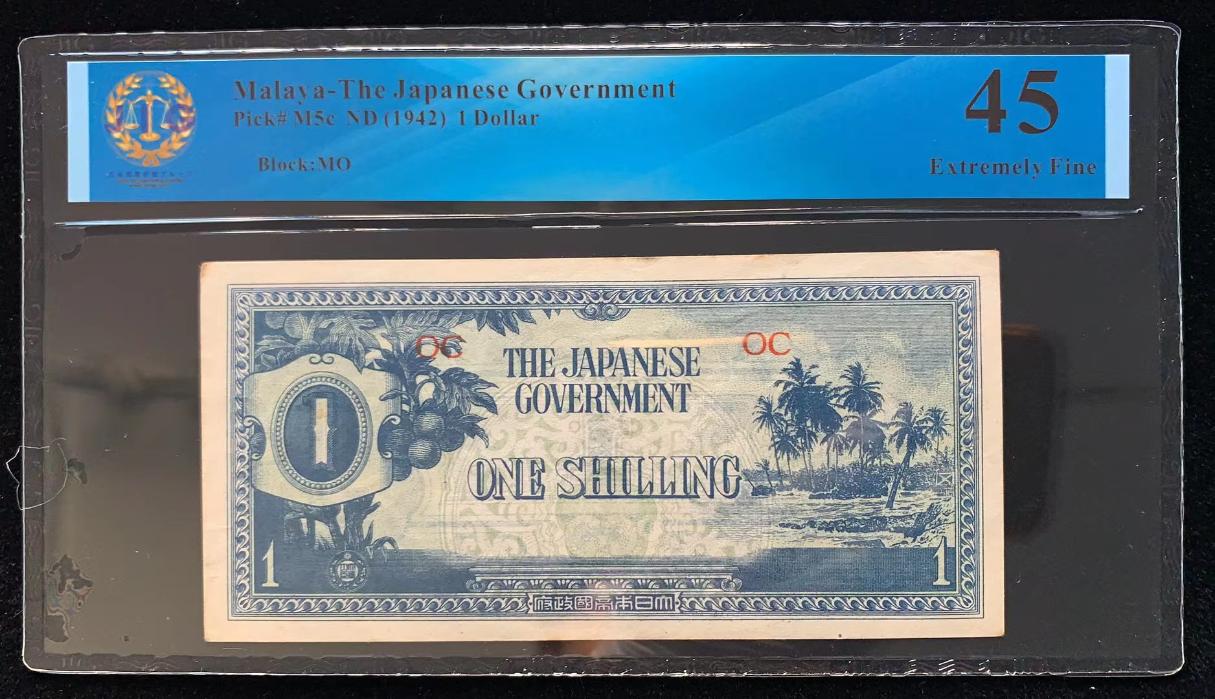 Malaya-The Japanese Government
Pick# M5c ND (1942) 1 Dollar
Block:MO
45
Extremely Fine
OC OC
THE JAPANESE
GOVERNMENT
1
ONE SHILLING
1 1
府政國帝本日大